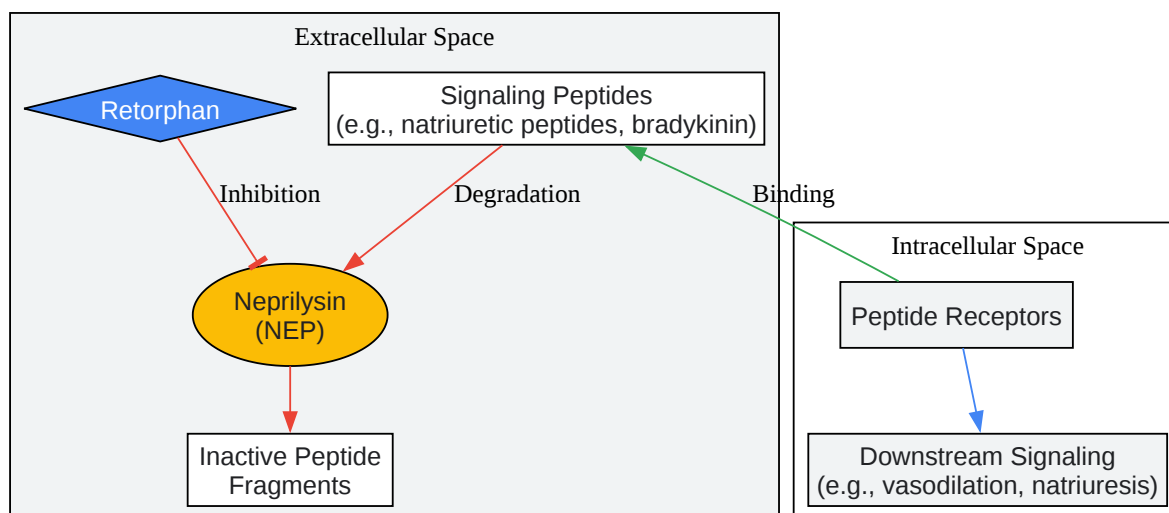 Extracellular Space
Retorphan
Signaling Peptides
(e.g., natriuretic peptides, bradykinin)
Inhibition
Degradation
Binding
Intracellular Space
Neprilysin
(NEP)
Peptide Receptors
Inactive Peptide
Fragments
Downstream Signaling
(e.g., vasodilation, natriuresis)